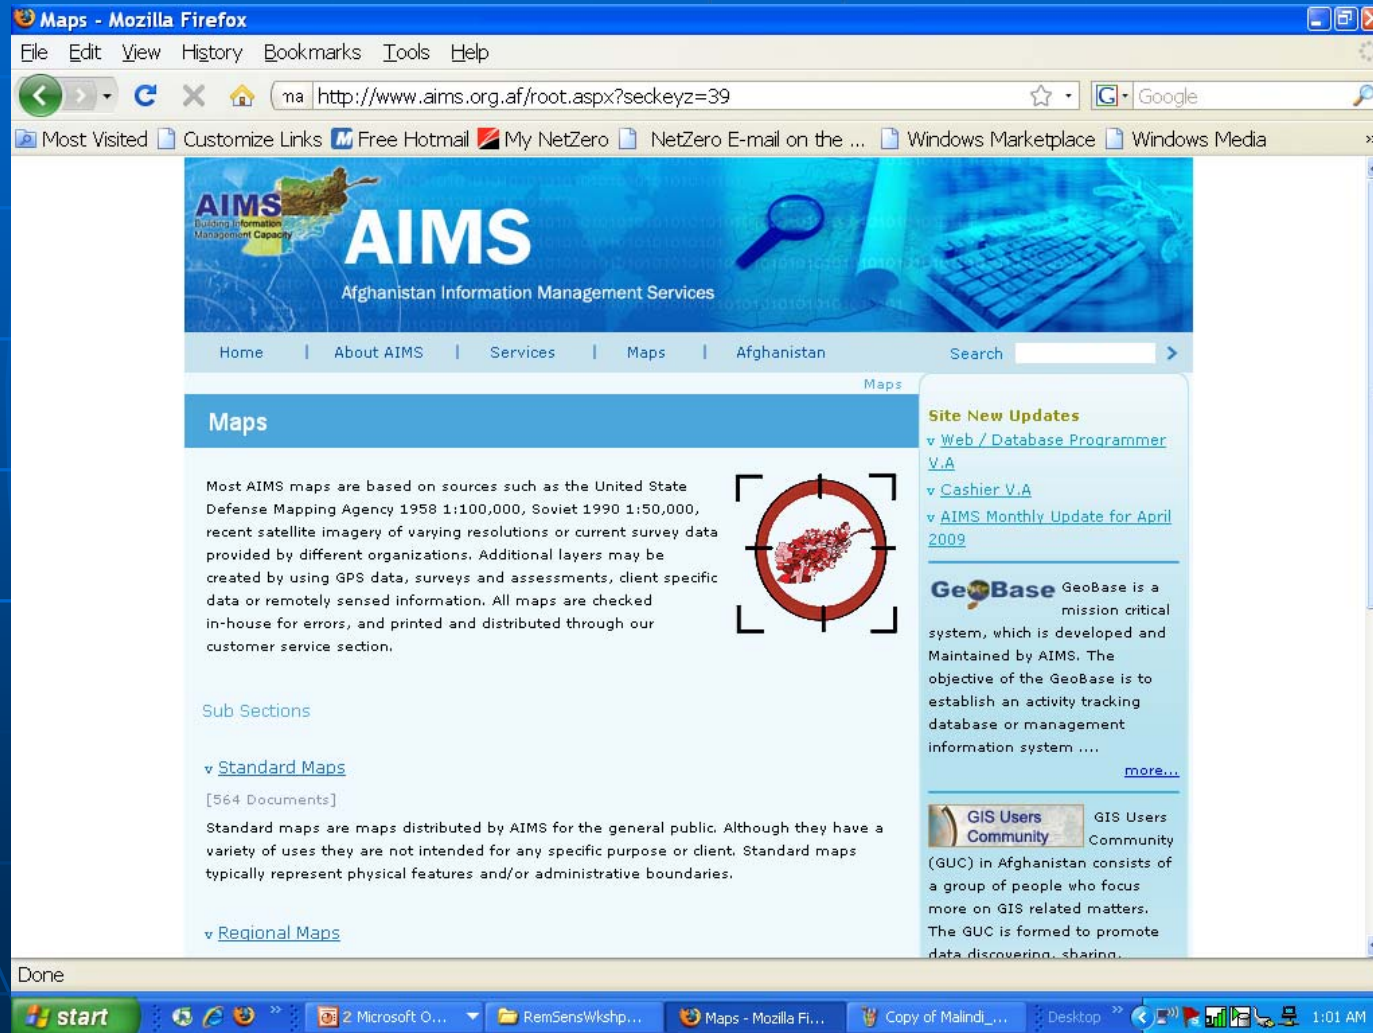 Maps - Mozilla Firefox
File Edit View History Bookmarks Tools Help
ma http://www.aims.org.af/root.aspx?seckeyz=39 G Google
Most Visited Customize Links Free Hotmail My NetZero NetZero E-mail on the ... Windows Marketplace Windows Media »
AIMS
Building Information
Management Capacity
AIMS
Afghanistan Information Management Services
Home | About AIMS | Services | Maps | Afghanistan Search
Maps
Maps
Most AIMS maps are based on sources such as the United State
Defense Mapping Agency 1958 1:100,000, Soviet 1990 1:50,000,
recent satellite imagery of varying resolutions or current survey data
provided by different organizations. Additional layers may be
created by using GPS data, surveys and assessments, client specific
data or remotely sensed information. All maps are checked
in-house for errors, and printed and distributed through our
customer service section.
Sub Sections
v Standard Maps
[564 Documents]
Standard maps are maps distributed by AIMS for the general public. Although they have a
variety of uses they are not intended for any specific purpose or client. Standard maps
typically represent physical features and/or administrative boundaries.
v Regional Maps
Site New Updates
v Web / Database Programmer
V.A
v Cashier V.A
v AIMS Monthly Update for April
2009
GeoBase GeoBase is a
mission critical
system, which is developed and
Maintained by AIMS. The
objective of the GeoBase is to
establish an activity tracking
database or management
information system ....
more...
GIS Users
Community
GIS Users
Community
(GUC) in Afghanistan consists of
a group of people who focus
more on GIS related matters.
The GUC is formed to promote
data discovering, sharing,
Done
start » 2 Microsoft O... RemSensWkshp... Maps - Mozilla Fi... Copy of Malindi_... Desktop » 1:01 AM